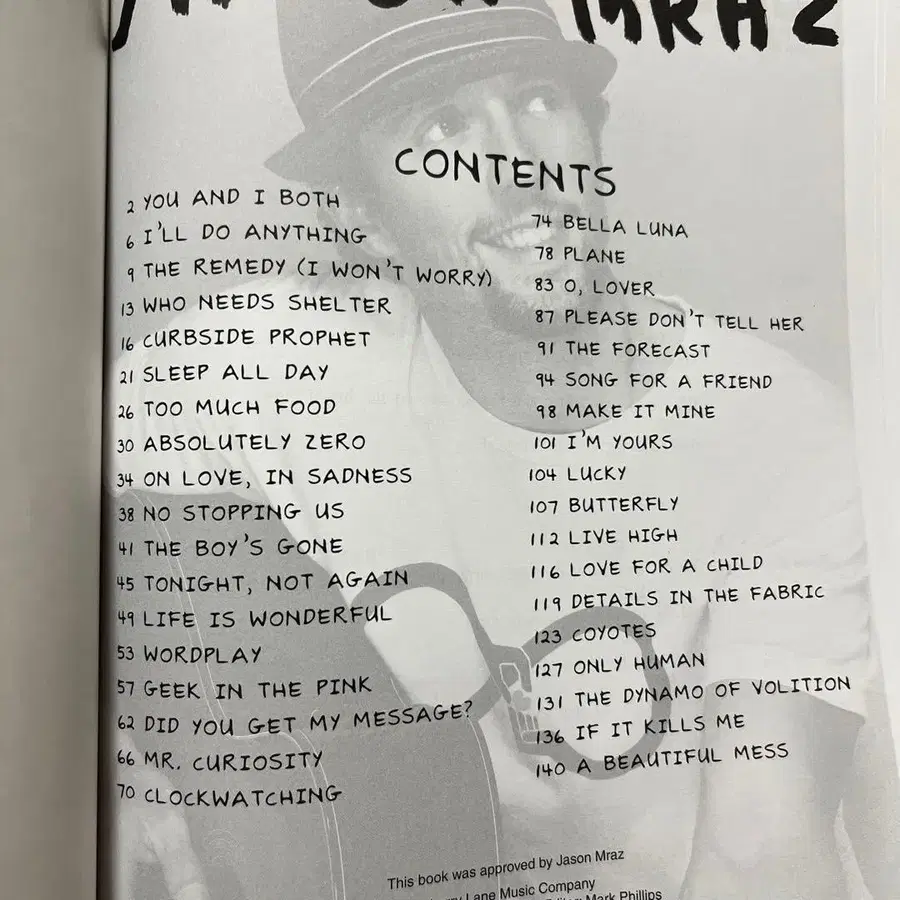 MRAZ
CONTENTS
2 YOU AND I BOTH
6 I'LL DO ANYTHING
9 THE REMEDY (I WON'T WORRY)
13 WHO NEEDS SHELTER
16 CURBSIDE PROPHET
21 SLEEP ALL DAY
26 TOO MUCH FOOD
30 ABSOLUTELY ZERO
34 ON LOVE, IN SADNESS
38 NO STOPPING US
41 THE BOY'S GONE
45 TONIGHT, NOT AGAIN
49 LIFE IS WONDERFUL
53 WORDPLAY
57 GEEK IN THE PINK
62 DID YOU GET MY MESSAGE?
66 MR. CURIOSITY
70 CLOCKWATCHING
74 BELLA LUNA
78 PLANE
83 O, LOVER
87 PLEASE DON'T TELL HER
91 THE FORECAST
94 SONG FOR A FRIEND
98 MAKE IT MINE
101 I'M YOURS
104 LUCKY
107 BUTTERFLY
112 LIVE HIGH
116 LOVE FOR A CHILD
119 DETAILS IN THE FABRIC
123 COYOTES
127 ONLY HUMAN
131 THE DYNAMO OF VOLITION
136 IF IT KILLS ME
140 A BEAUTIFUL MESS
This book was approved by Jason Mraz
Lane Music Company
Mark Phillips